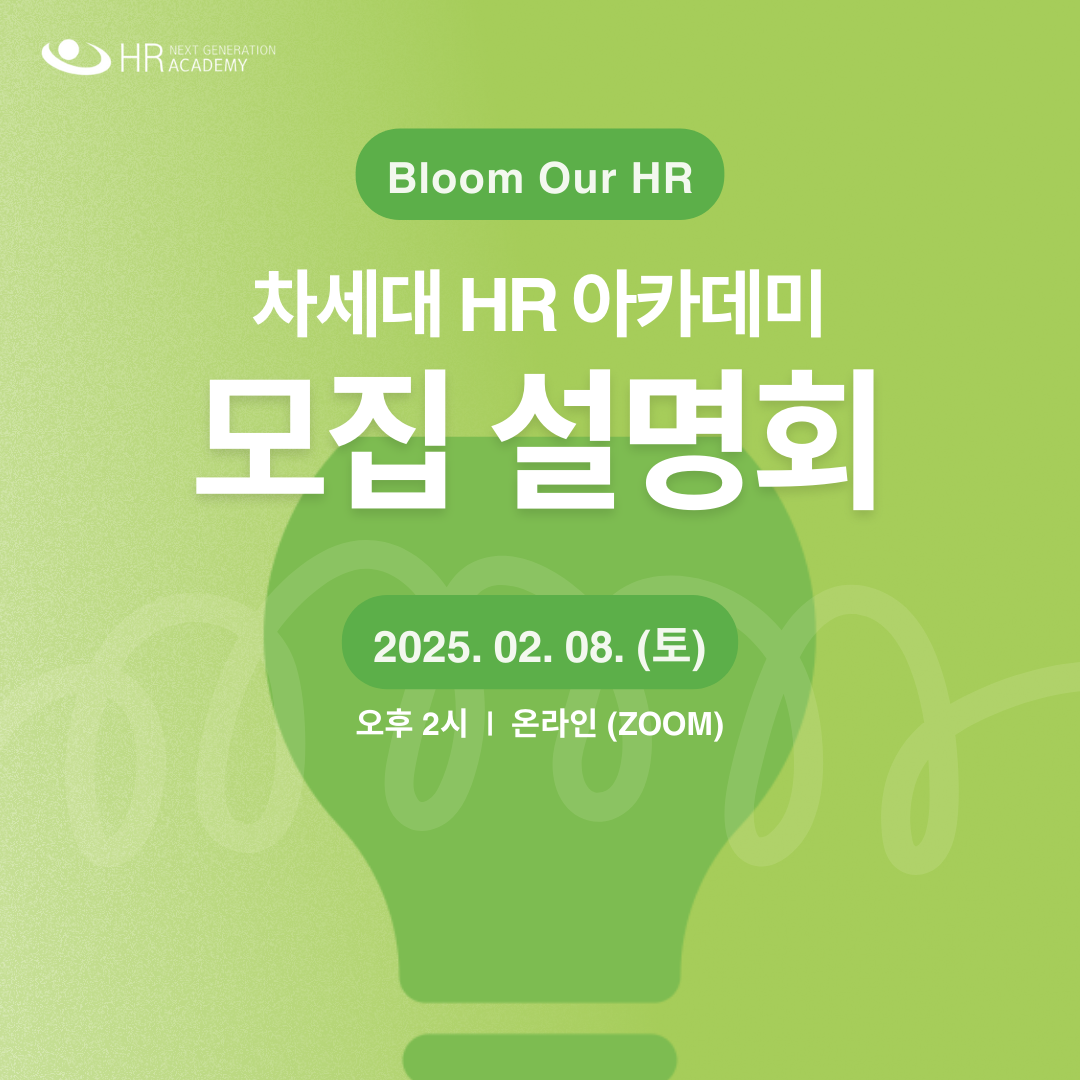 HR NEXT GENERATION
ACADEMY
Bloom Our HR
차세대 HR 아카데미
모집 설명회
2025. 02. 08. (토)
오후 2시 | 온라인 (ZOOM)